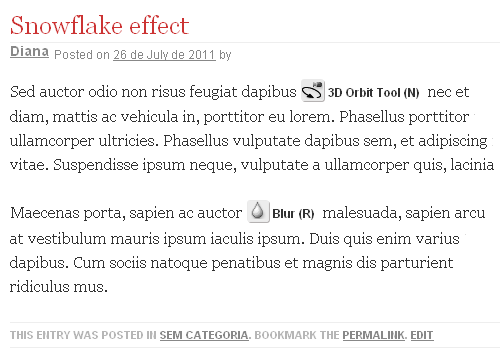 Snowflake effect
Diana Posted on 26 de July de 2011 by
Sed auctor odio non risus feugiat dapibus 3D Orbit Tool (N) nec et
diam, mattis ac vehicula in, porttitor eu lorem. Phasellus porttitor
ullamcorper ultricies. Phasellus vulputate dapibus sem, et adipiscing
vitae. Suspendisse ipsum neque, vulputate a ullamcorper quis, lacinia
Maecenas porta, sapien ac auctor Blur (R) malesuada, sapien arcu
at vestibulum mauris ipsum iaculis ipsum. Duis quis enim varius
dapibus. Cum sociis natoque penatibus et magnis dis parturient
ridiculus mus.
THIS ENTRY WAS POSTED IN SEM CATEGORIA. BOOKMARK THE PERMALINK. EDIT